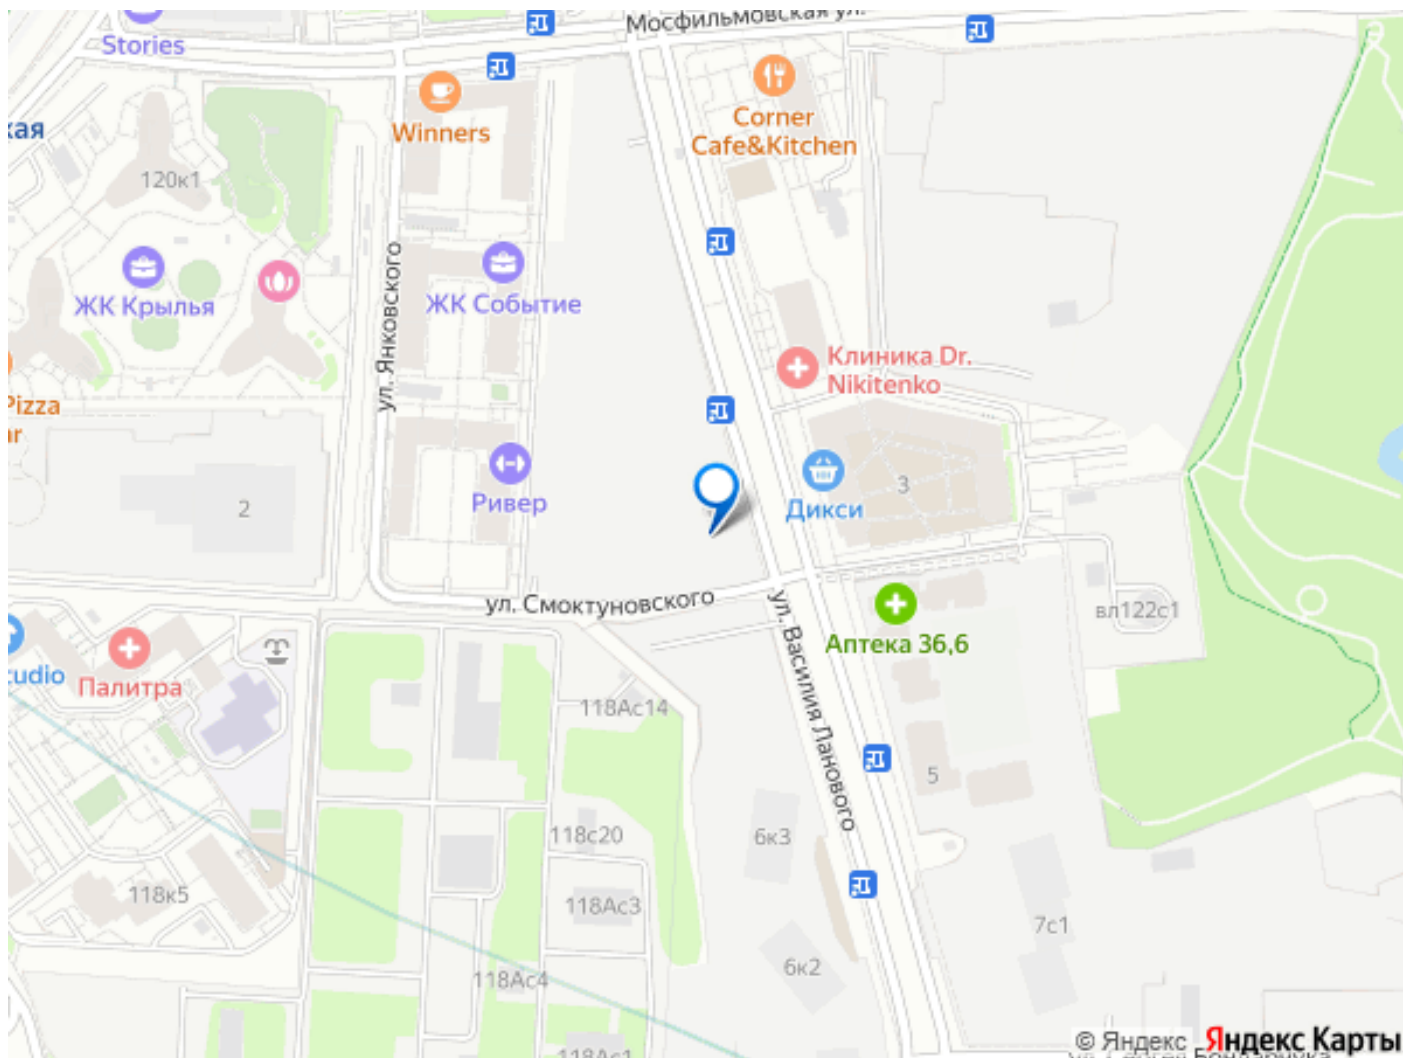 Мосфильмовская ул.
Stories
кая
Winners
Corner
Cafe&Kitchen
120к1
ул. Янковского
ЖК Крылья
ЖК Событие
Клиника Dr.
Nikitenko
Pizza
Ривер
2
3
Дикси
ул. Смоктуновского
ул. Василия Ланового
вл122с1
Аптека 36,6
Палитра
118Ас14
5
118с20
6к3
118к5
118Ас3
7с1
6к2
118Ас4
118Ас1
© Яндекс Яндекс Карты